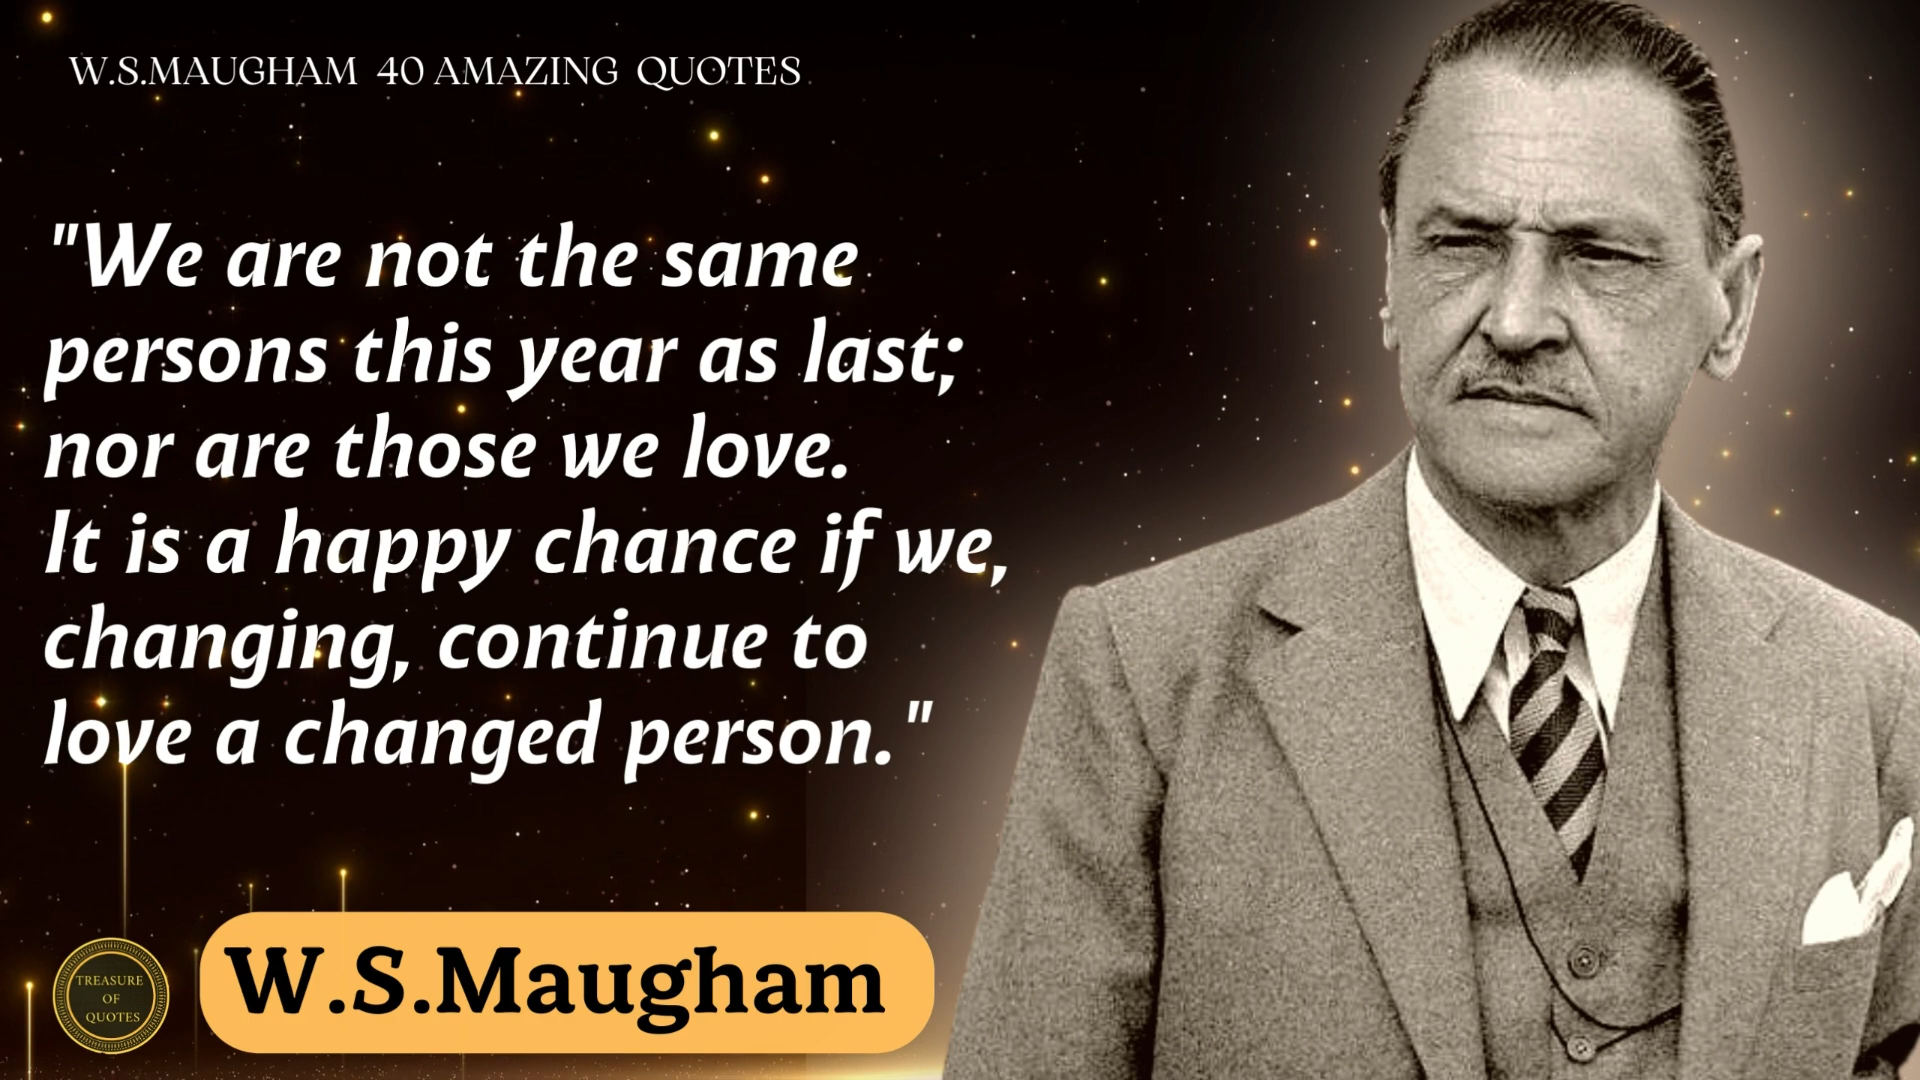 W.S.MAUGHAM 40 AMAZING QUOTES
"We are not the same
persons this year as last;
nor are those we love.
It is a happy chance if we,
changing, continue to
love a changed person."
W.S.Maugham
TREASURE
OF
QUOTES